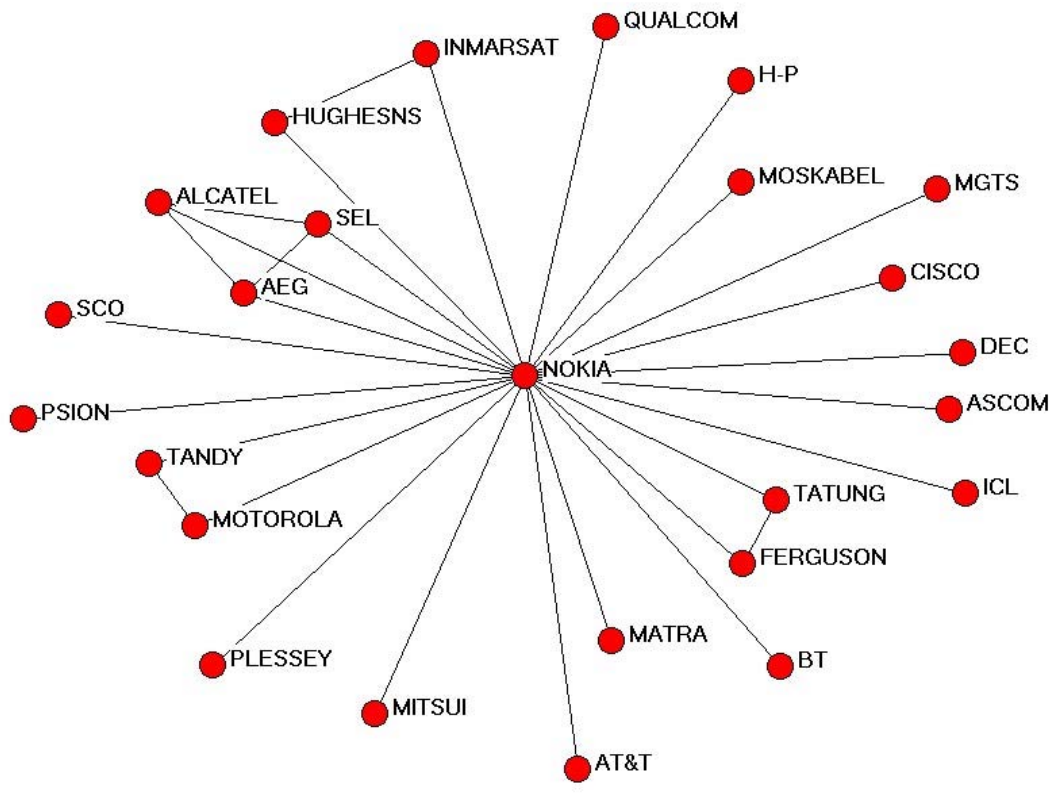 QUALCOM
INMARSAT
H-P
HUGHESNS
MOSKABEL
MGTS
ALCATEL
SEL
CISCO
AEG
SCO
DEC
NOKIA
ASCOM
PSION
TANDY
ICL
TATUNG
MOTOROLA
FERGUSON
MATRA
PLESSEY
BT
MITSUI
AT&T